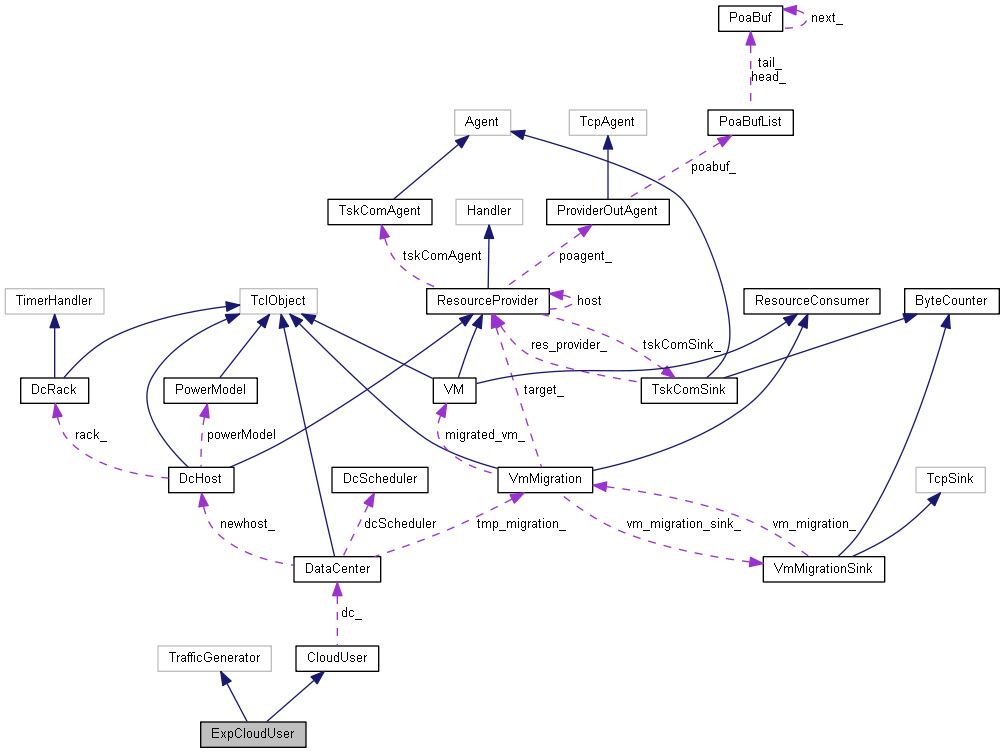 PoaBuf
next_
tail_
head_
Agent
TcpAgent
PoaBufList
poabuf_
TskComAgent
Handler
ProviderOutAgent
tskComAgent
poagent_
TimerHandler
TclObject
ResourceProvider
host
ResourceConsumer
ByteCounter
res_provider_
tskComSink_
DcRack
PowerModel
VM
target_
TskComSink
rack_
powerModel
migrated_vm_
DcHost
DcScheduler
VmMigration
TcpSink
newhost_
dcScheduler
tmp_migration_
vm_migration_sink_
vm_migration_
DataCenter
VmMigrationSink
dc_
TrafficGenerator
CloudUser
ExpCloudUser